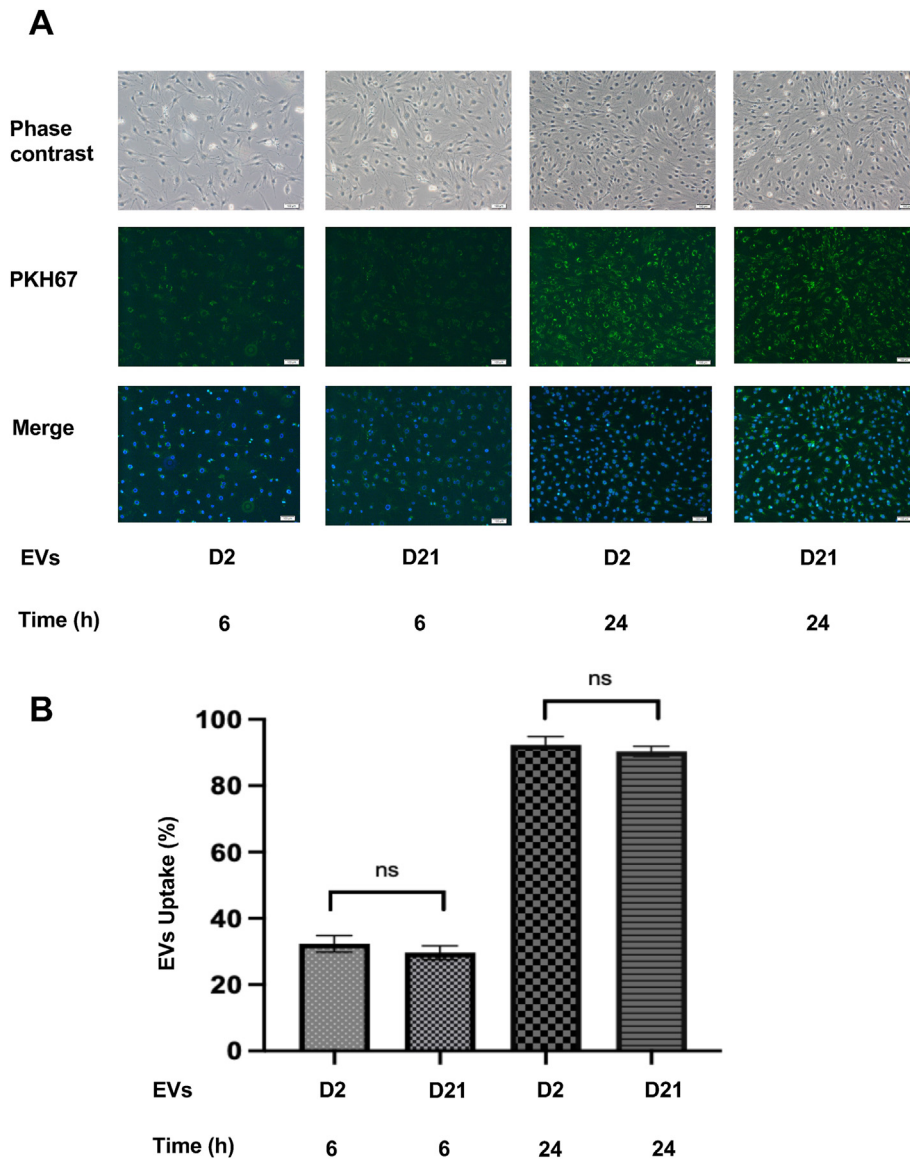 A
Phase
contrast
PKH67
Merge
EVs D2 D21 D2 D21
Time (h) 6 6 24 24
B
ns
ns
100
80
60
40
20
0
EVs Uptake (%)
EVs D2 D21 D2 D21
Time (h) 6 6 24 24